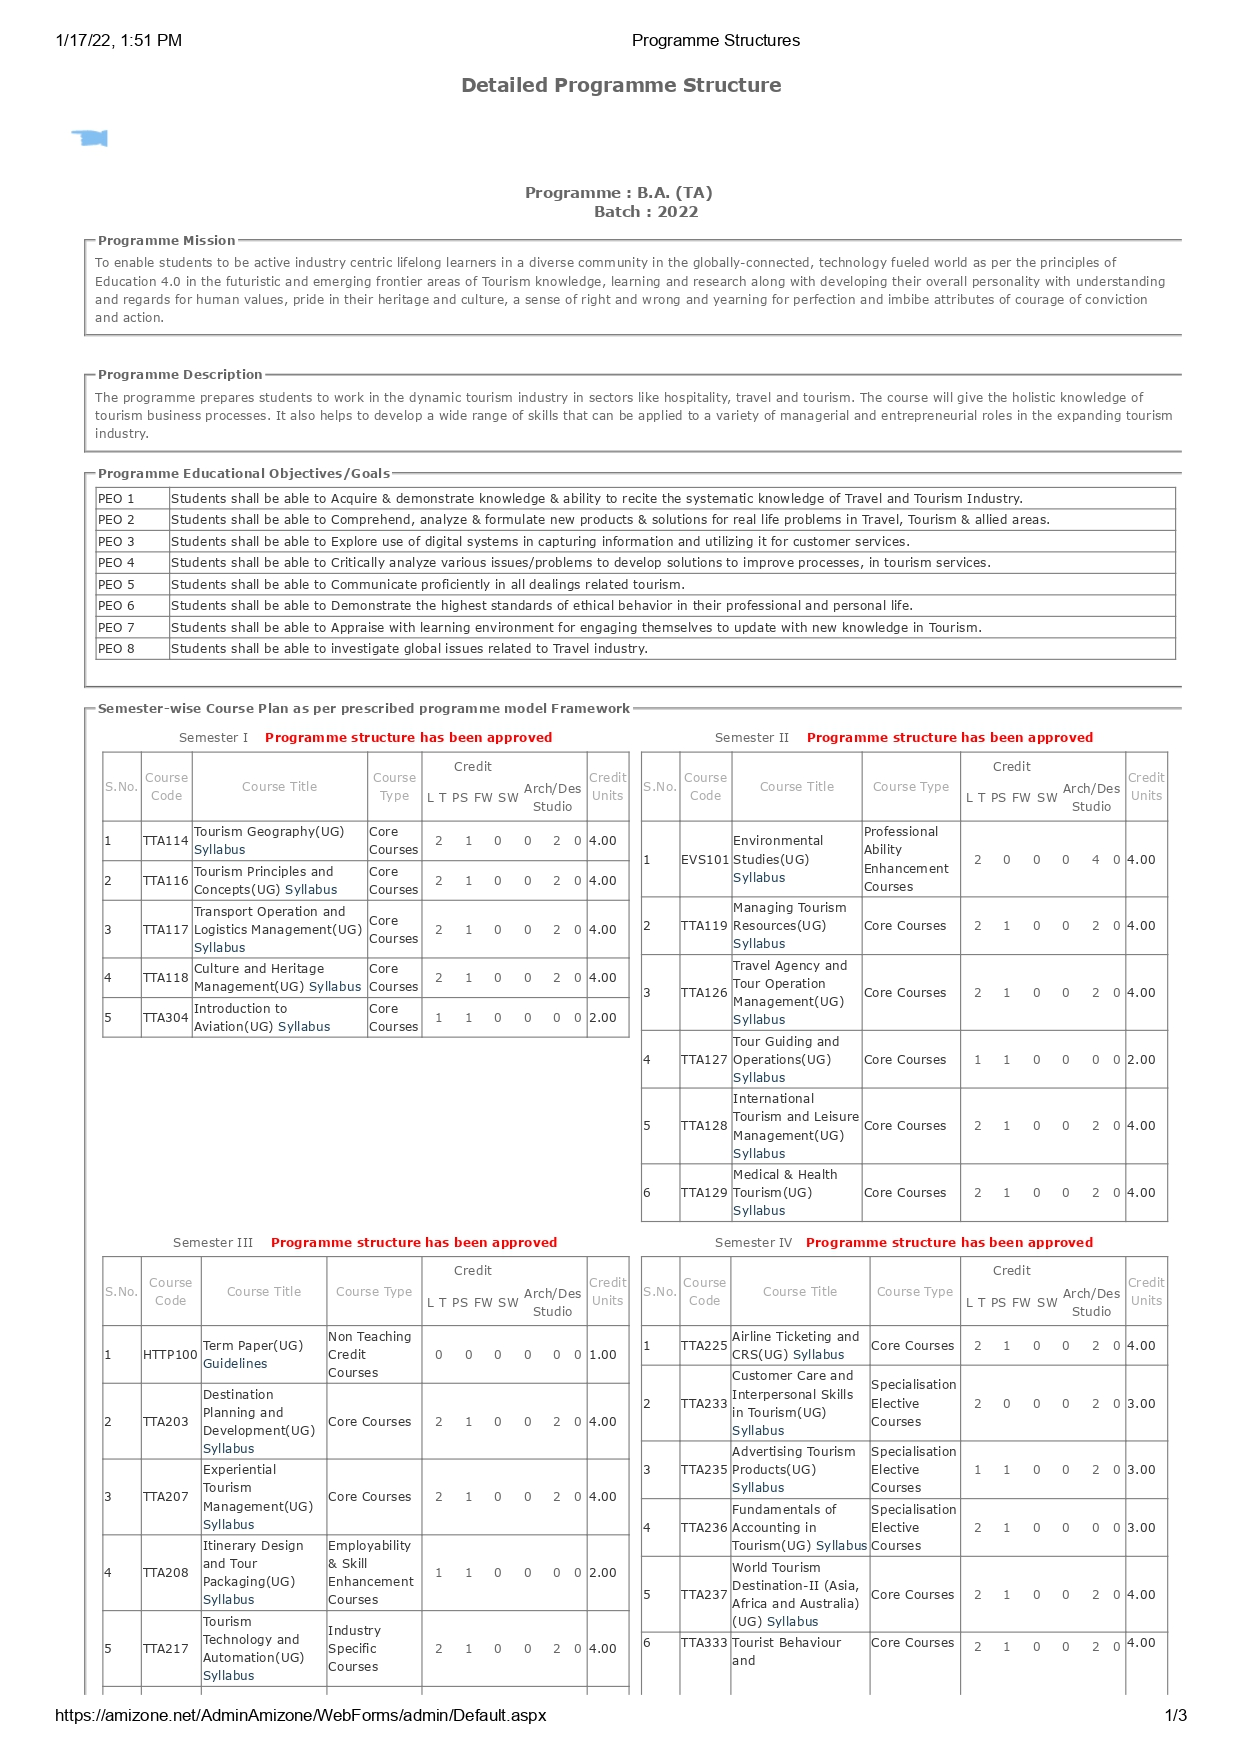 1/17/22, 1:51 PM
Programme Structures
Detailed Programme Structure
Programme : B.A. (TA)
Batch : 2022
Programme Mission
To enable students to be active industry centric lifelong learners in a diverse community in the globally-connected, technology fueled world as per the principles of
Education 4.0 in the futuristic and emerging frontier areas of Tourism knowledge, learning and research along with developing their overall personality with understanding
and regards for human values, pride in their heritage and culture, a sense of right and wrong and yearning for perfection and imbibe attributes of courage of conviction
and action.
Programme Description
The programme prepares students to work in the dynamic tourism industry in sectors like hospitality, travel and tourism. The course will give the holistic knowledge of
tourism business processes. It also helps to develop a wide range of skills that can be applied to a variety of managerial and entrepreneurial roles in the expanding tourism
industry.
Programme Educational Objectives/Goals
PEO 1 Students shall be able to Acquire & demonstrate knowledge & ability to recite the systematic knowledge of Travel and Tourism Industry.
PEO 2 Students shall be able to Comprehend, analyze & formulate new products & solutions for real life problems in Travel, Tourism & allied areas.
PEO 3 Students shall be able to Explore use of digital systems in capturing information and utilizing it for customer services.
PEO 4 Students shall be able to Critically analyze various issues/problems to develop solutions to improve processes, in tourism services.
PEO 5 Students shall be able to Communicate proficiently in all dealings related tourism.
PEO 6 Students shall be able to Demonstrate the highest standards of ethical behavior in their professional and personal life.
PEO 7 Students shall be able to Appraise with learning environment for engaging themselves to update with new knowledge in Tourism.
PEO 8 Students shall be able to investigate global issues related to Travel industry.
Semester-wise Course Plan as per prescribed programme model Framework
Semester I Programme structure has been approved
S.No. Course Code Course Title Course Type Credit L T PS FW SW Arch/Des Studio Credit Units
1 TTA114 Tourism Geography(UG) Syllabus Core Courses 2 1 0 0 2 0 4.00
2 TTA116 Tourism Principles and Concepts(UG) Syllabus Core Courses 2 1 0 0 2 0 4.00
3 TTA117 Transport Operation and Logistics Management(UG) Syllabus Core Courses 2 1 0 0 2 0 4.00
4 TTA118 Culture and Heritage Management(UG) Syllabus Core Courses 2 1 0 0 2 0 4.00
5 TTA304 Introduction to Aviation(UG) Syllabus Core Courses 1 1 0 0 0 0 2.00
Semester II Programme structure has been approved
S.No. Course Code Course Title Course Type Credit L T PS FW SW Arch/Des Studio Credit Units
1 EVS101 Environmental Studies(UG) Syllabus Professional Ability Enhancement Courses 2 0 0 0 4 0 4.00
2 TTA119 Managing Tourism Resources(UG) Syllabus Core Courses 2 1 0 0 2 0 4.00
3 TTA126 Travel Agency and Tour Operation Management(UG) Syllabus Core Courses 2 1 0 0 2 0 4.00
4 TTA127 Tour Guiding and Operations(UG) Syllabus Core Courses 1 1 0 0 0 0 2.00
5 TTA128 International Tourism and Leisure Management(UG) Syllabus Core Courses 2 1 0 0 2 0 4.00
6 TTA129 Medical & Health Tourism(UG) Syllabus Core Courses 2 1 0 0 2 0 4.00
Semester III Programme structure has been approved
S.No. Course Code Course Title Course Type Credit L T PS FW SW Arch/Des Studio Credit Units
1 HTTP100 Term Paper(UG) Guidelines Non Teaching Credit Courses 0 0 0 0 0 0 1.00
2 TTA203 Destination Planning and Development(UG) Syllabus Core Courses 2 1 0 0 2 0 4.00
3 TTA207 Experiential Tourism Management(UG) Syllabus Core Courses 2 1 0 0 2 0 4.00
4 TTA208 Itinerary Design and Tour Packaging(UG) Syllabus Employability & Skill Enhancement Courses 1 1 0 0 0 0 2.00
5 TTA217 Tourism Technology and Automation(UG) Syllabus Industry Specific Courses 2 1 0 0 2 0 4.00
Semester IV Programme structure has been approved
S.No. Course Code Course Title Course Type Credit L T PS FW SW Arch/Des Studio Credit Units
1 TTA225 Airline Ticketing and CRS(UG) Syllabus Core Courses 2 1 0 0 2 0 4.00
2 TTA233 Customer Care and Interpersonal Skills in Tourism(UG) Syllabus Specialisation Elective Courses 2 0 0 0 2 0 3.00
3 TTA235 Advertising Tourism Products(UG) Syllabus Specialisation Elective Courses 1 1 0 0 2 0 3.00
4 TTA236 Fundamentals of Accounting in Tourism(UG) Syllabus Specialisation Elective Courses 2 1 0 0 0 0 3.00
5 TTA237 World Tourism Destination-II (Asia, Africa and Australia) (UG) Syllabus Core Courses 2 1 0 0 2 0 4.00
6 TTA333 Tourist Behaviour and Core Courses 2 1 0 0 2 0 4.00
https://amizone.net/AdminAmizone/WebForms/admin/Default.aspx
1/3